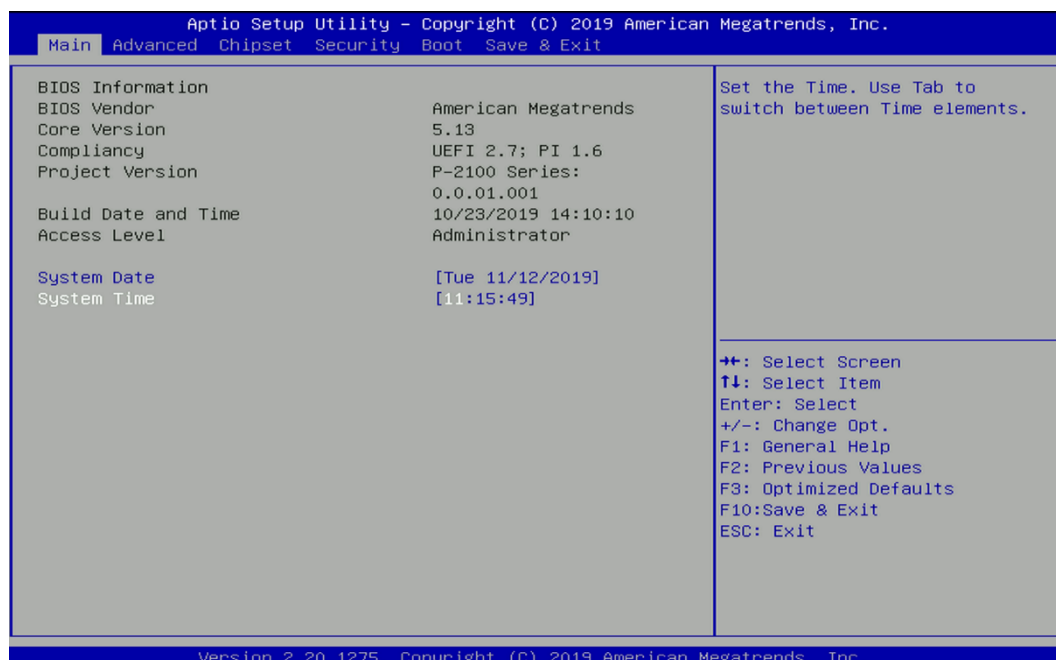 Aptio Setup Utility – Copyright (C) 2019 American Megatrends, Inc.
Main Advanced Chipset Security Boot Save & Exit
BIOS Information
BIOS Vendor American Megatrends
Core Version 5.13
Compliancy UEFI 2.7; PI 1.6
Project Version P-2100 Series:
0.0.01.001
Build Date and Time 10/23/2019 14:10:10
Access Level Administrator
System Date [Tue 11/12/2019]
System Time [11:15:49]
Set the Time. Use Tab to
switch between Time elements.
→←: Select Screen
↑↓: Select Item
Enter: Select
+/-: Change Opt.
F1: General Help
F2: Previous Values
F3: Optimized Defaults
F10:Save & Exit
ESC: Exit
Version 2.20.1275. Copyright (C) 2019 American Megatrends, Inc.